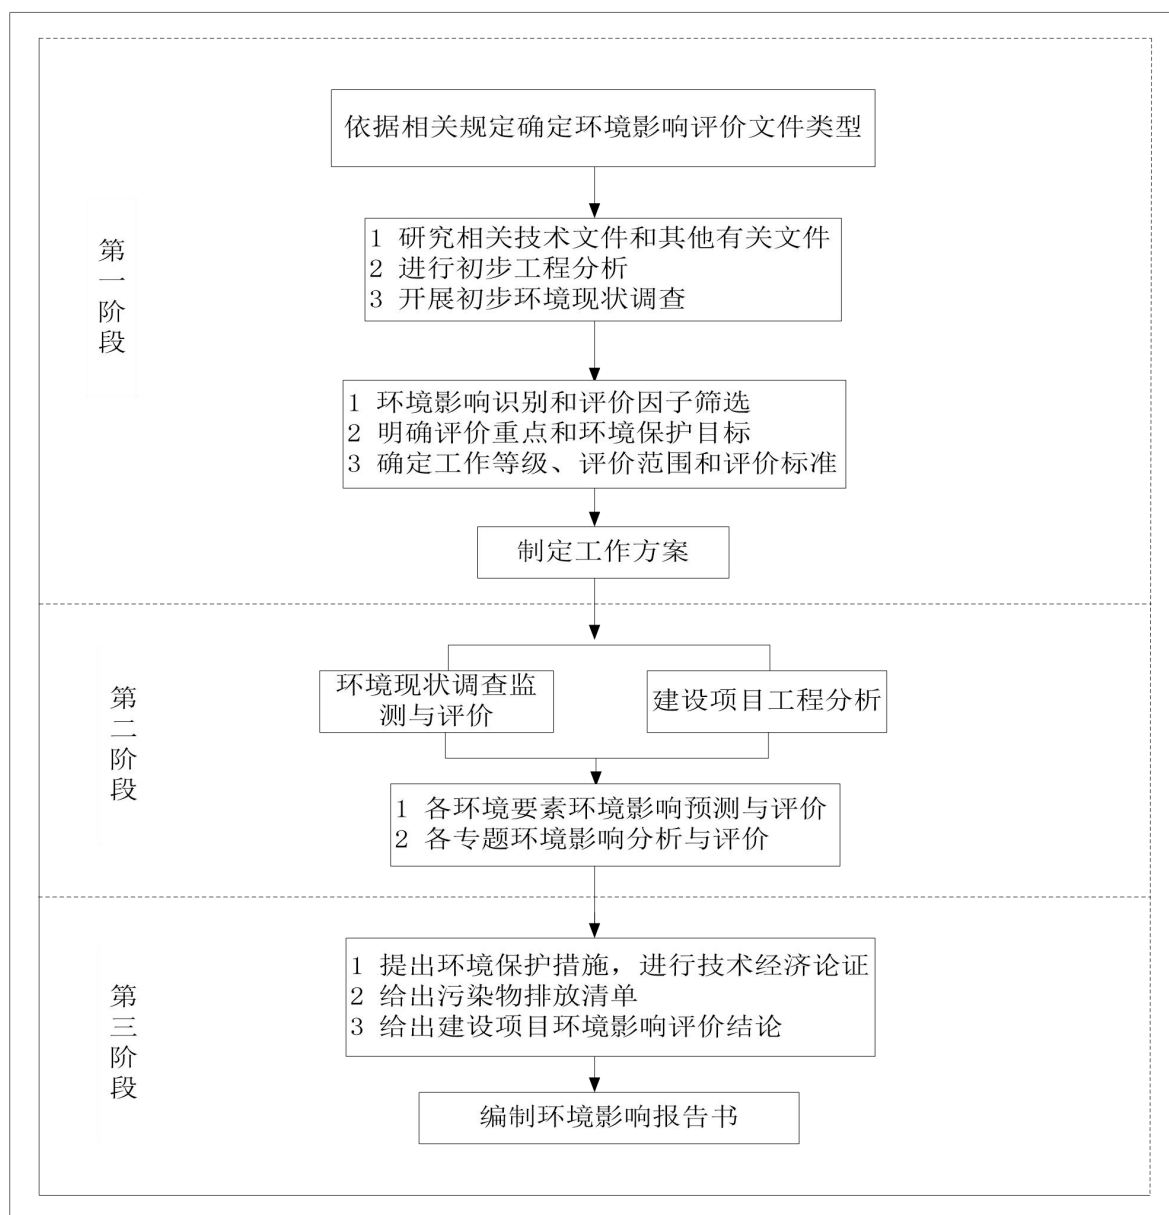 依据相关规定确定环境影响评价文件类型
第一阶段
1 研究相关技术文件和其他有关文件
2 进行初步工程分析
3 开展初步环境现状调查
1 环境影响识别和评价因子筛选
2 明确评价重点和环境保护目标
3 确定工作等级、评价范围和评价标准
制定工作方案
第二阶段
环境现状调查监
测与评价
建设项目工程分析
1 各环境要素环境影响预测与评价
2 各专题环境影响分析与评价
第三阶段
1 提出环境保护措施，进行技术经济论证
2 给出污染物排放清单
3 给出建设项目环境影响评价结论
编制环境影响报告书